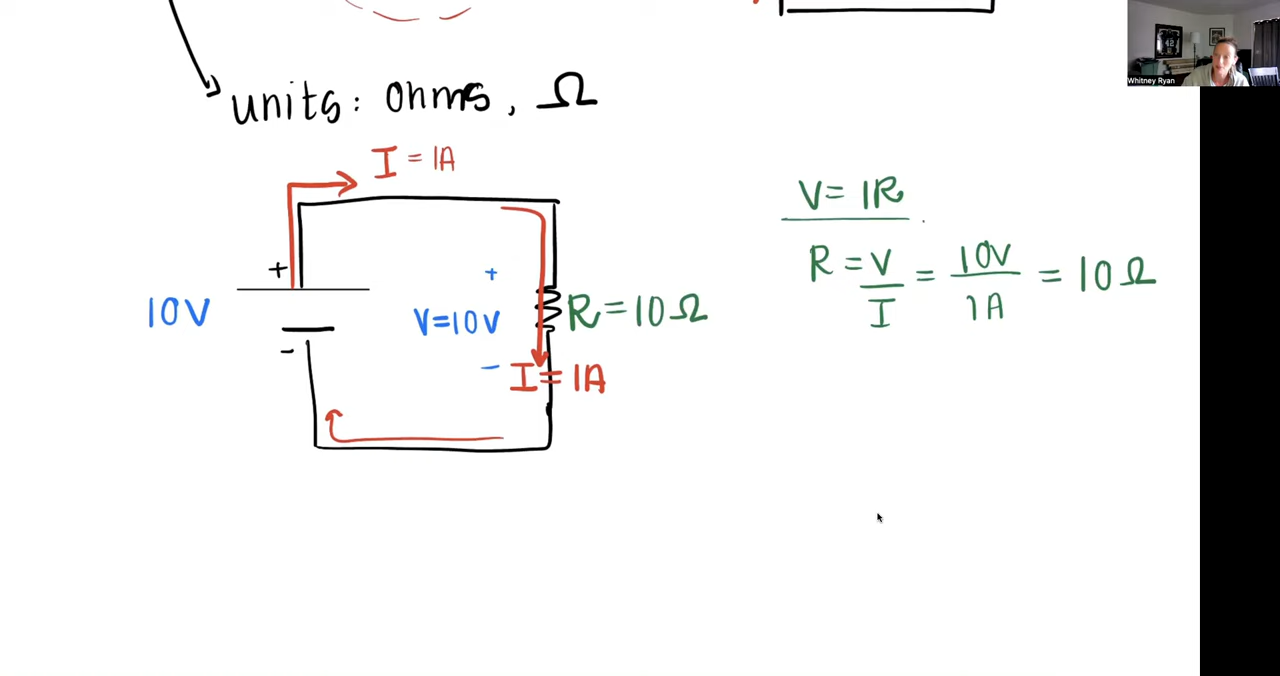 Whitney Ryan
units: Ohms, Ω
I = 1A
V = IR
R = V/I = 10V/1A = 10Ω
+
+
10V
V=10V
R=10Ω
-
-
I = 1A